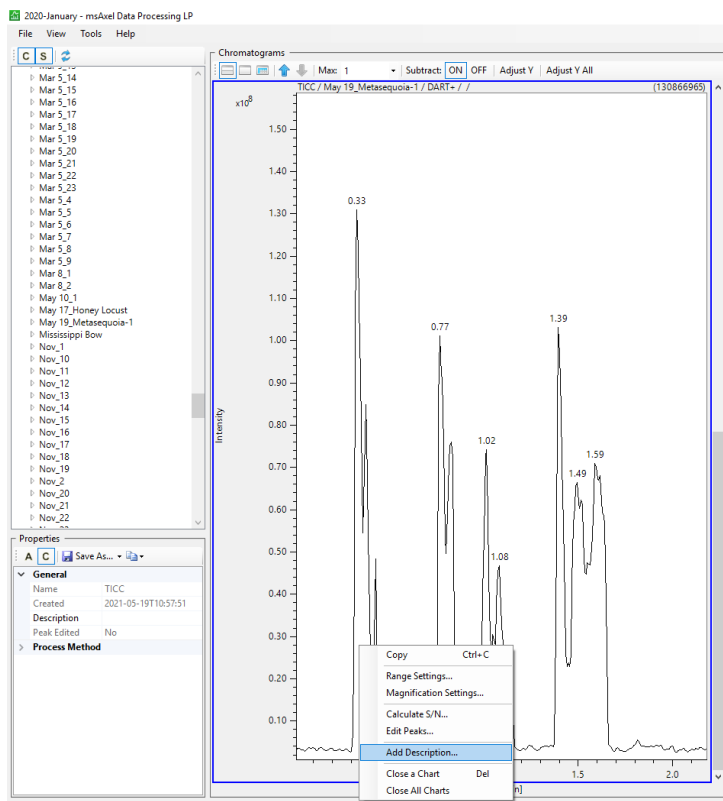 2020-January - msAxel Data Processing LP
File View Tools Help
C S
Mar 5_14
Mar 5_15
Mar 5_16
Mar 5_17
Mar 5_18
Mar 5_19
Mar 5_20
Mar 5_21
Mar 5_22
Mar 5_23
Mar 5_4
Mar 5_5
Mar 5_6
Mar 5_7
Mar 5_8
Mar 5_9
Mar 8_1
Mar 8_2
May 10_1
May 17_Honey Locust
May 19_Metasequoia-1
Mississippi Bow
Nov_1
Nov_10
Nov_11
Nov_12
Nov_13
Nov_14
Nov_15
Nov_16
Nov_17
Nov_18
Nov_19
Nov_2
Nov_20
Nov_21
Nov_22
Properties
A C Save As...
General
Name TICC
Created 2021-05-19T10:57:51
Description
Peak Edited No
Process Method
Chromatograms
Max: 1 Subtract: ON OFF Adjust Y Adjust Y All
TICC / May 19_Metasequoia-1 / DART+ / / (130866965)
x10⁸
1.50
1.40
1.30
1.20
1.10
1.00
0.90
0.80
0.70
0.60
0.50
0.40
0.30
0.20
0.10
Intensity
0.33
0.77
1.02
1.08
1.39
1.49
1.59
1.5 2.0
Copy Ctrl+C
Range Settings...
Magnification Settings...
Calculate S/N...
Edit Peaks...
Add Description...
Close a Chart Del
Close All Charts